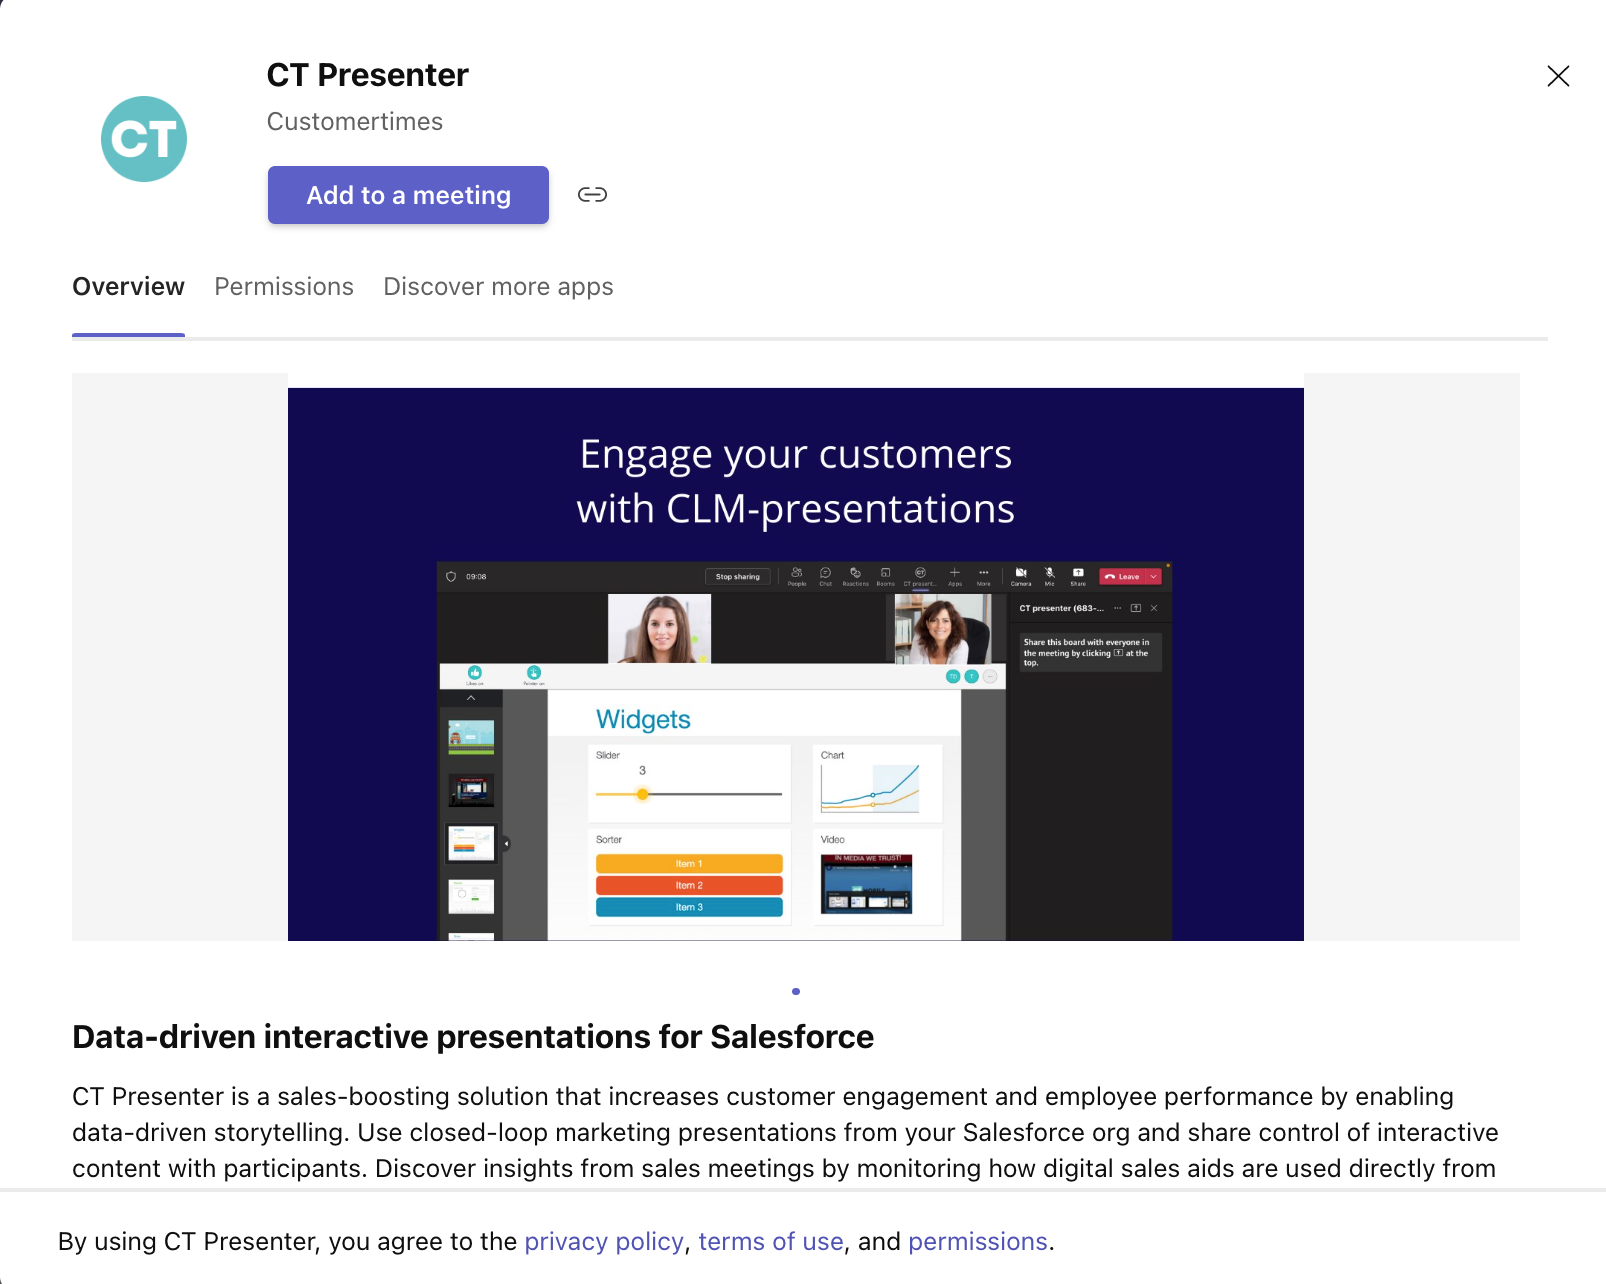 CT Presenter
Customertimes
CT
Add to a meeting
Overview Permissions Discover more apps
Engage your customers
with CLM-presentations
09:08
Stop sharing
People Chat Reactions Rooms CT present... Apps More Camera Mic Share
Leave
CT presenter (683-...
Share this board with everyone in
the meeting by clicking at the
top.
Likes on Pointer on
TD T
Widgets
Slider
3
Chart
Sorter
Item 1
Item 2
Item 3
Video
IN MEDIA WE TRUST!
MOBILE
Data-driven interactive presentations for Salesforce
CT Presenter is a sales-boosting solution that increases customer engagement and employee performance by enabling
data-driven storytelling. Use closed-loop marketing presentations from your Salesforce org and share control of interactive
content with participants. Discover insights from sales meetings by monitoring how digital sales aids are used directly from
By using CT Presenter, you agree to the privacy policy, terms of use, and permissions.